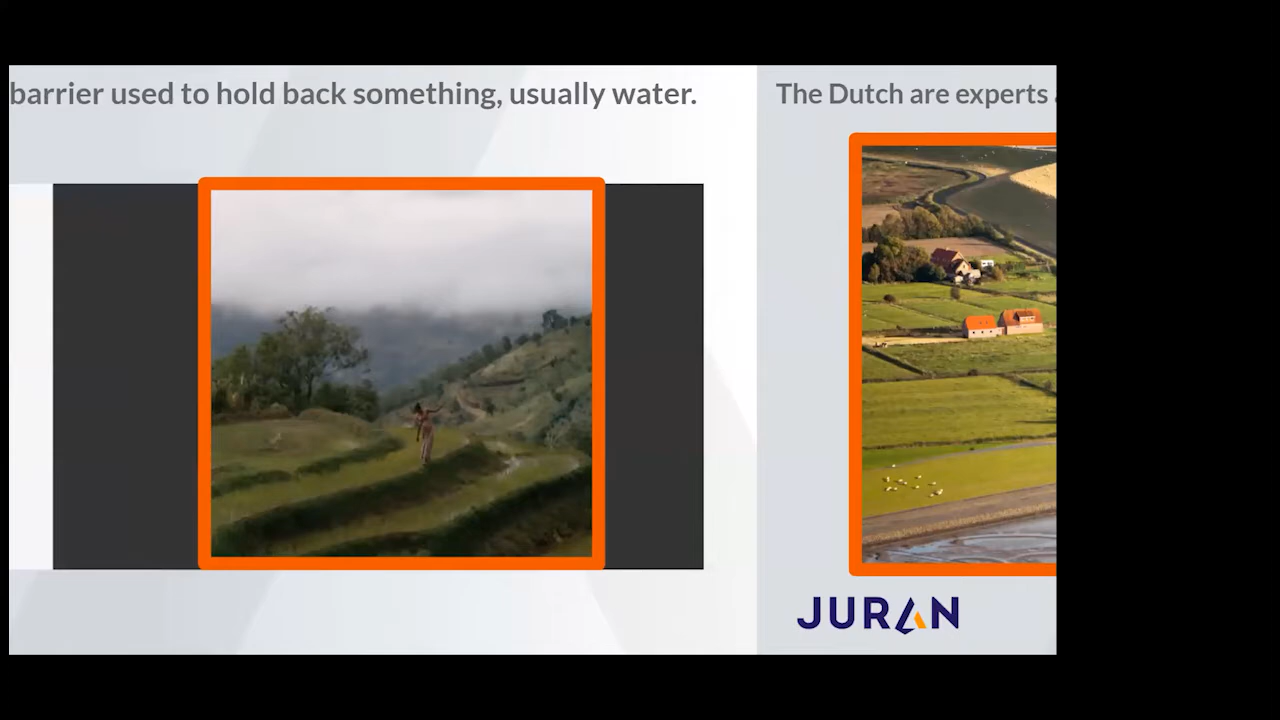 barrier used to hold back something, usually water.
The Dutch are experts
JURAN